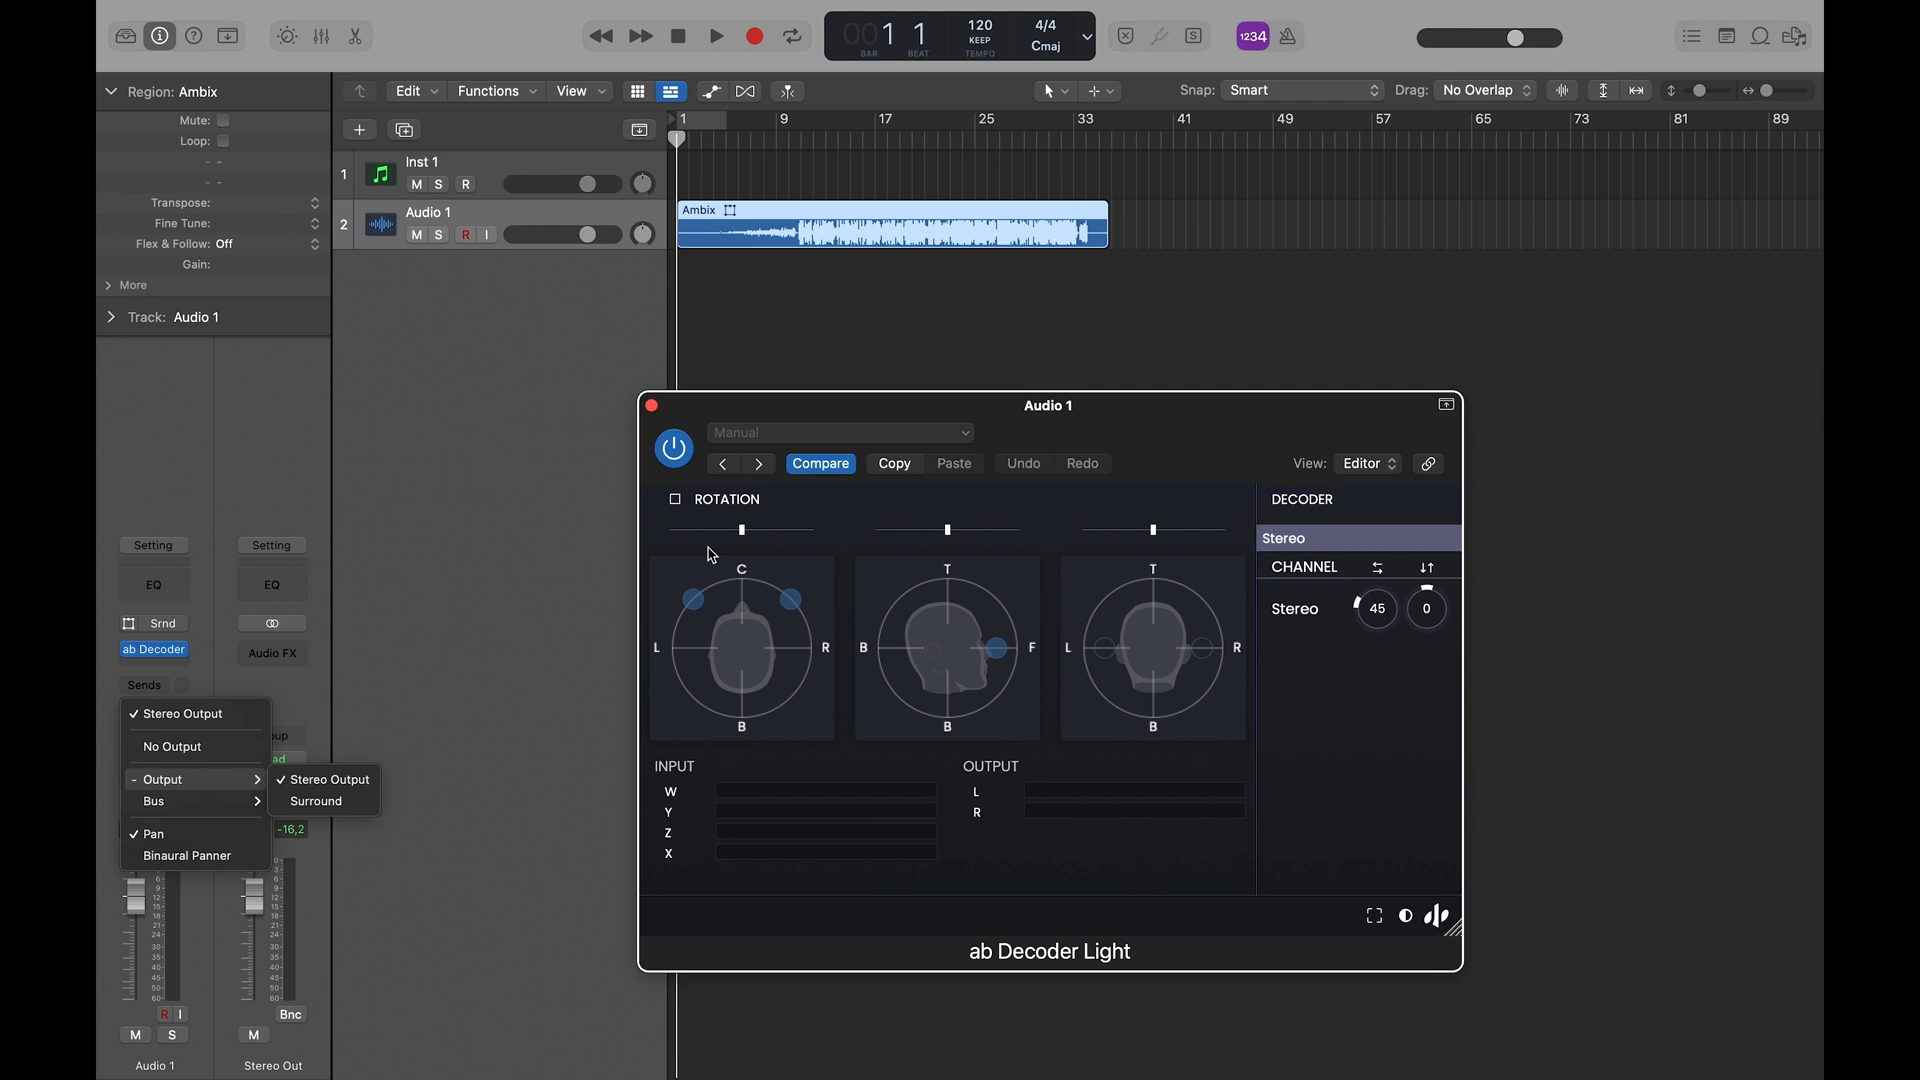 001 1
BAR BEAT
120
KEEP
TEMPO
4/4
Cmaj
1234
Region: Ambix
Edit Functions View
Snap: Smart
Drag: No Overlap
Mute:
Loop:
- -
- -
Transpose:
Fine Tune:
Flex & Follow: Off
Gain:
More
Track: Audio 1
1 9 17 25 33 41 49 57 65 73 81 89
1 Inst 1
M S R
2 Audio 1
M S R I
Ambix
Setting Setting
EQ EQ
Srnd
ab Decoder
Audio FX
Sends
Stereo Output
No Output
- Output
Bus
Pan
Binaural Panner
Stereo Output
Surround
-16,2
R I
Bnc
M S M
Audio 1 Stereo Out
Audio 1
Manual
Compare Copy Paste Undo Redo
View: Editor
ROTATION
C
L R
B
T
B F
B
T
L R
B
INPUT
W
Y
Z
X
OUTPUT
L
R
DECODER
Stereo
CHANNEL
Stereo 45 0
ab Decoder Light